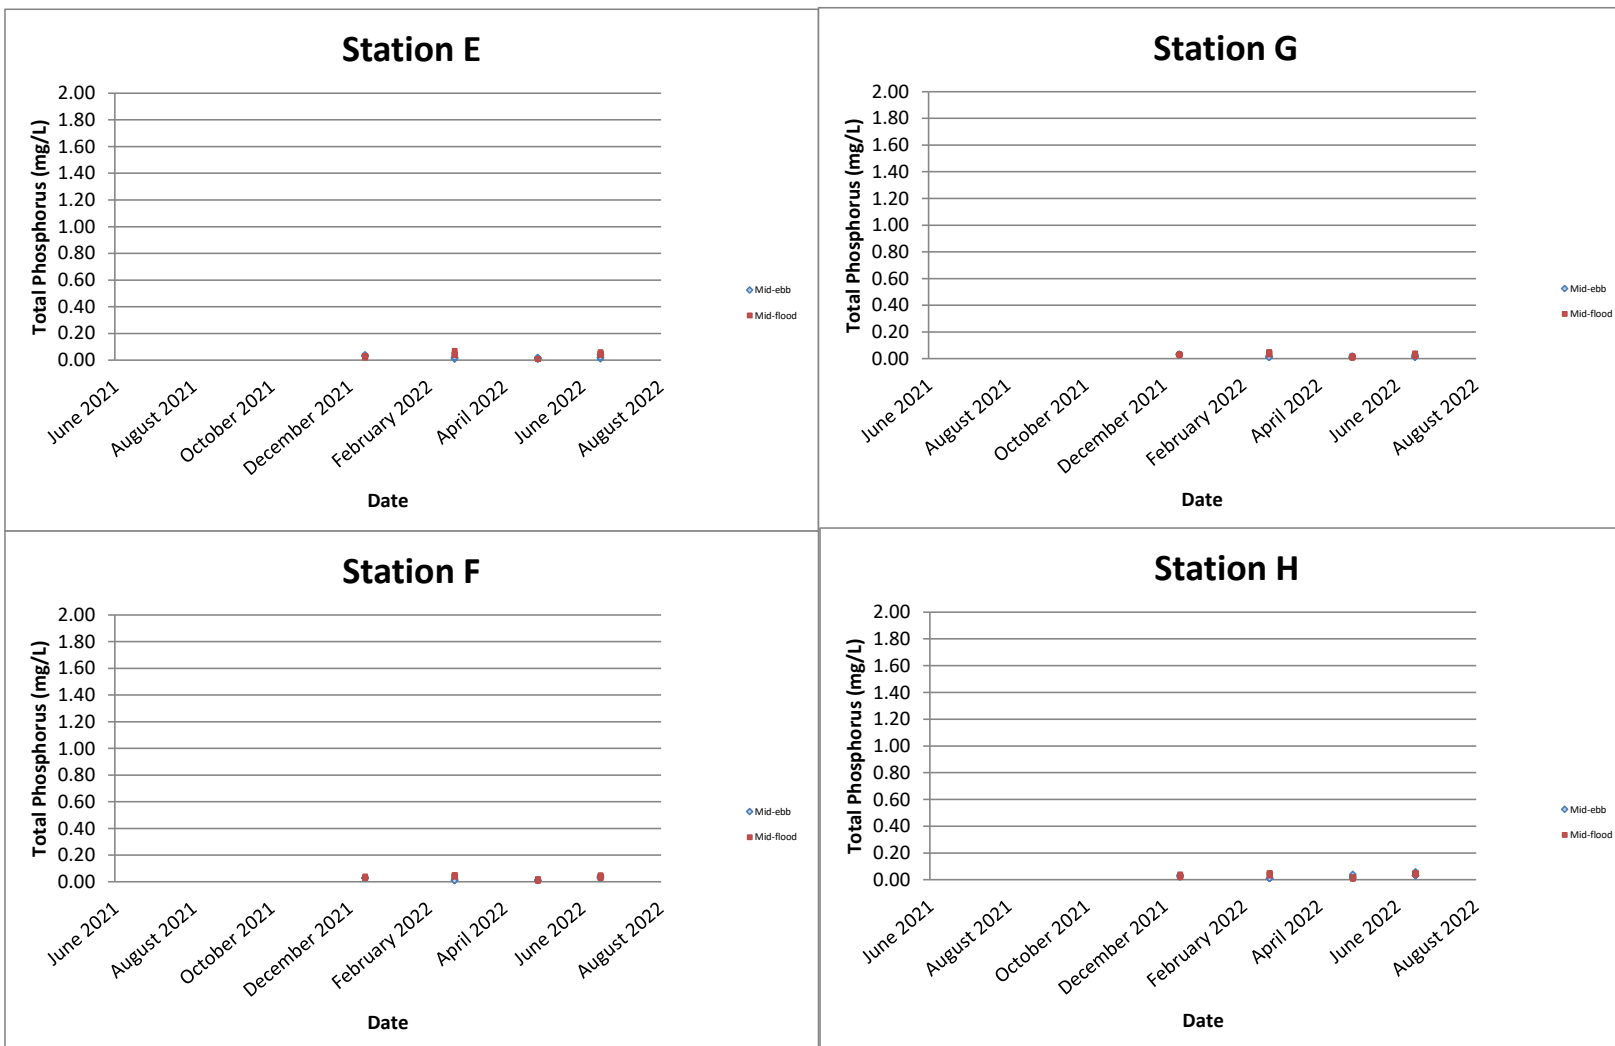 Station E
Total Phosphorus (mg/L)
2.00
1.80
1.60
1.40
1.20
1.00
0.80
0.60
0.40
0.20
0.00
June 2021
August 2021
October 2021
December 2021
February 2022
April 2022
June 2022
August 2022
Date
Mid-ebb
Mid-flood
Station G
Total Phosphorus (mg/L)
2.00
1.80
1.60
1.40
1.20
1.00
0.80
0.60
0.40
0.20
0.00
June 2021
August 2021
October 2021
December 2021
February 2022
April 2022
June 2022
August 2022
Date
Mid-ebb
Mid-flood
Station F
Total Phosphorus (mg/L)
2.00
1.80
1.60
1.40
1.20
1.00
0.80
0.60
0.40
0.20
0.00
June 2021
August 2021
October 2021
December 2021
February 2022
April 2022
June 2022
August 2022
Date
Mid-ebb
Mid-flood
Station H
Total Phosphorus (mg/L)
2.00
1.80
1.60
1.40
1.20
1.00
0.80
0.60
0.40
0.20
0.00
June 2021
August 2021
October 2021
December 2021
February 2022
April 2022
June 2022
August 2022
Date
Mid-ebb
Mid-flood